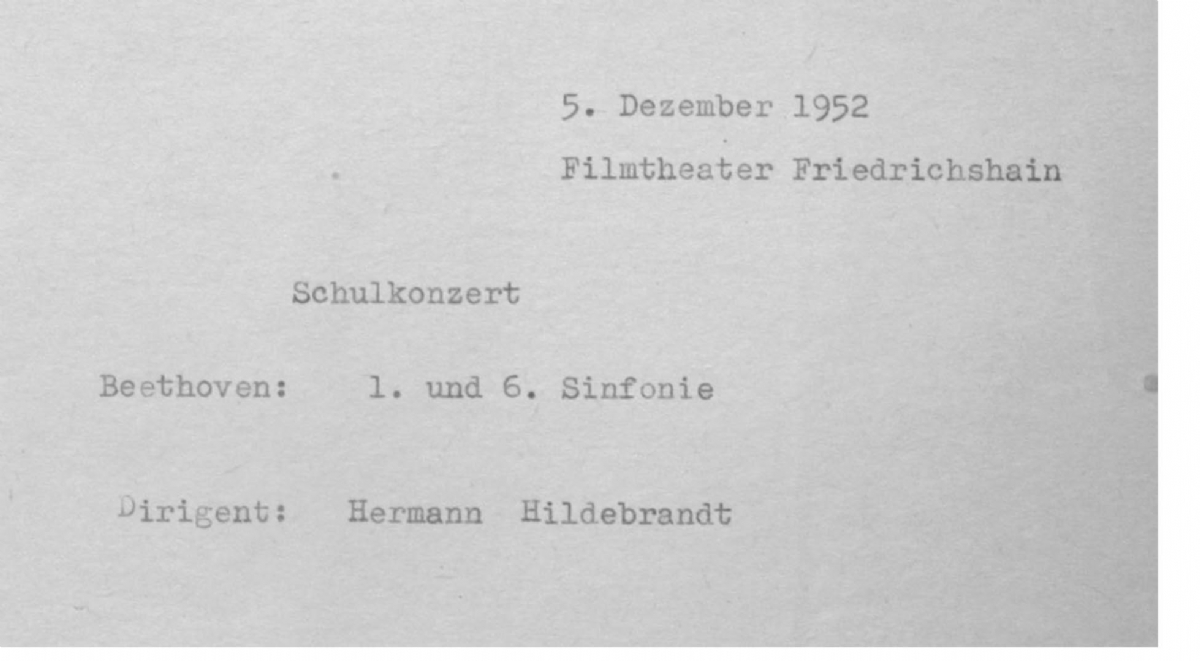 5. Dezember 1952
Filmtheater Friedrichshain
Schulkonzert
Beethoven: 1. und 6. Sinfonie
Dirigent: Hermann Hildebrandt